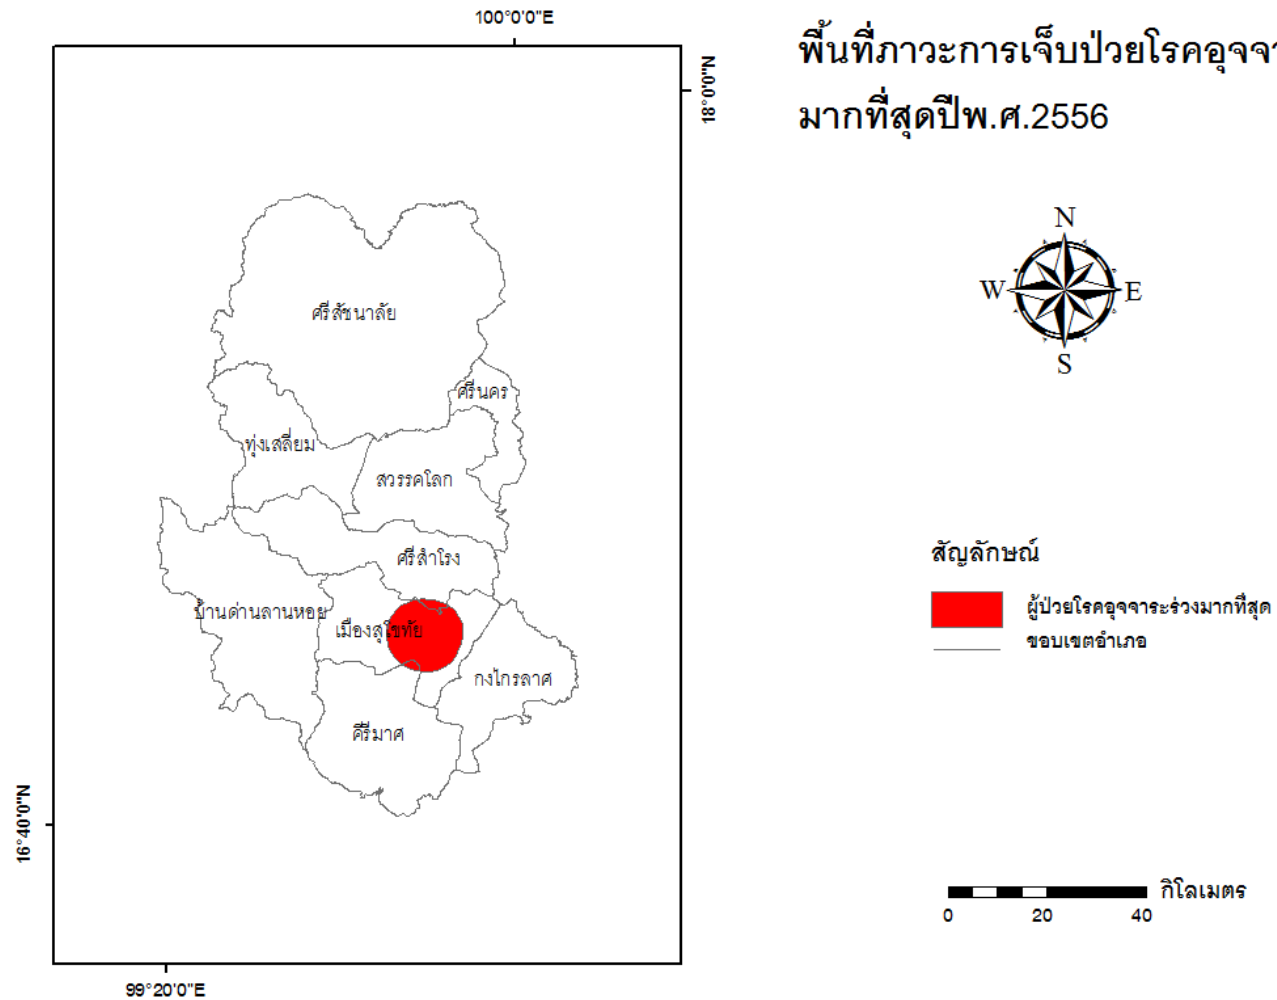 100°0'0"E
พื้นที่ภาวะการเจ็บป่วยโรคอุจจา
มากที่สุดปีพ.ศ.2556
18°0'0"N
N
W
E
S
ศรีสัชนาลัย
ศรีนคร
ทุ่งเสลี่ยม
สวรรคโลก
สัญลักษณ์
ศรีสำโรง
บ้านด่านลานหอย
เมืองสุโขทัย
ผู้ป่วยโรคอุจจาระร่วงมากที่สุด
ขอบเขตอำเภอ
กงไกรลาศ
คีรีมาศ
16°40'0"N
กิโลเมตร
0 20 40
99°20'0"E